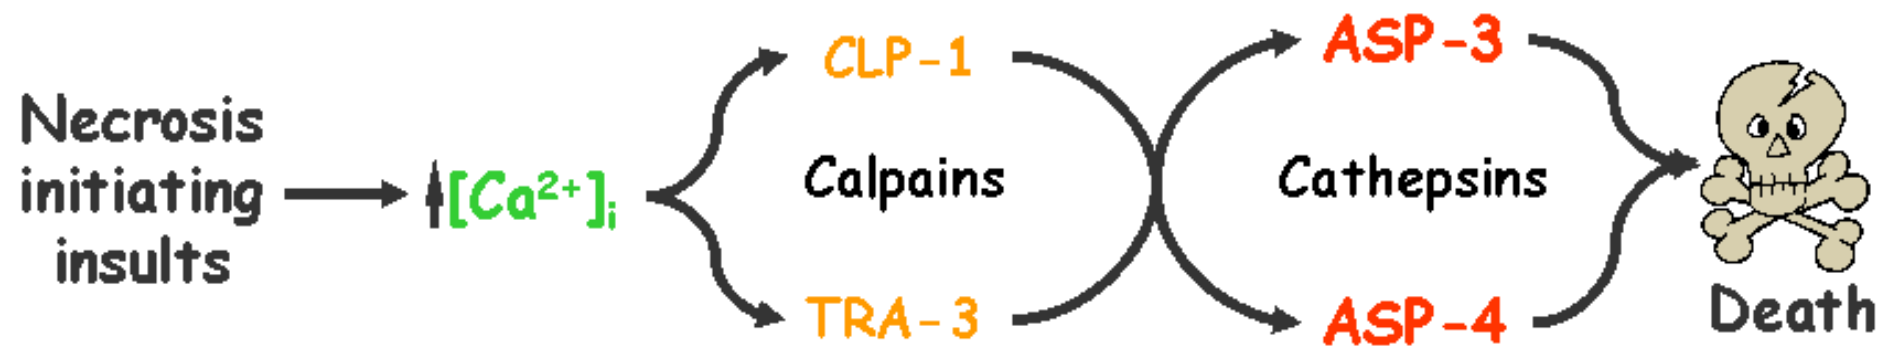 Necrosis
initiating
insults
[Ca²⁺]i
CLP-1
Calpains
TRA-3
ASP-3
Cathepsins
ASP-4
Death